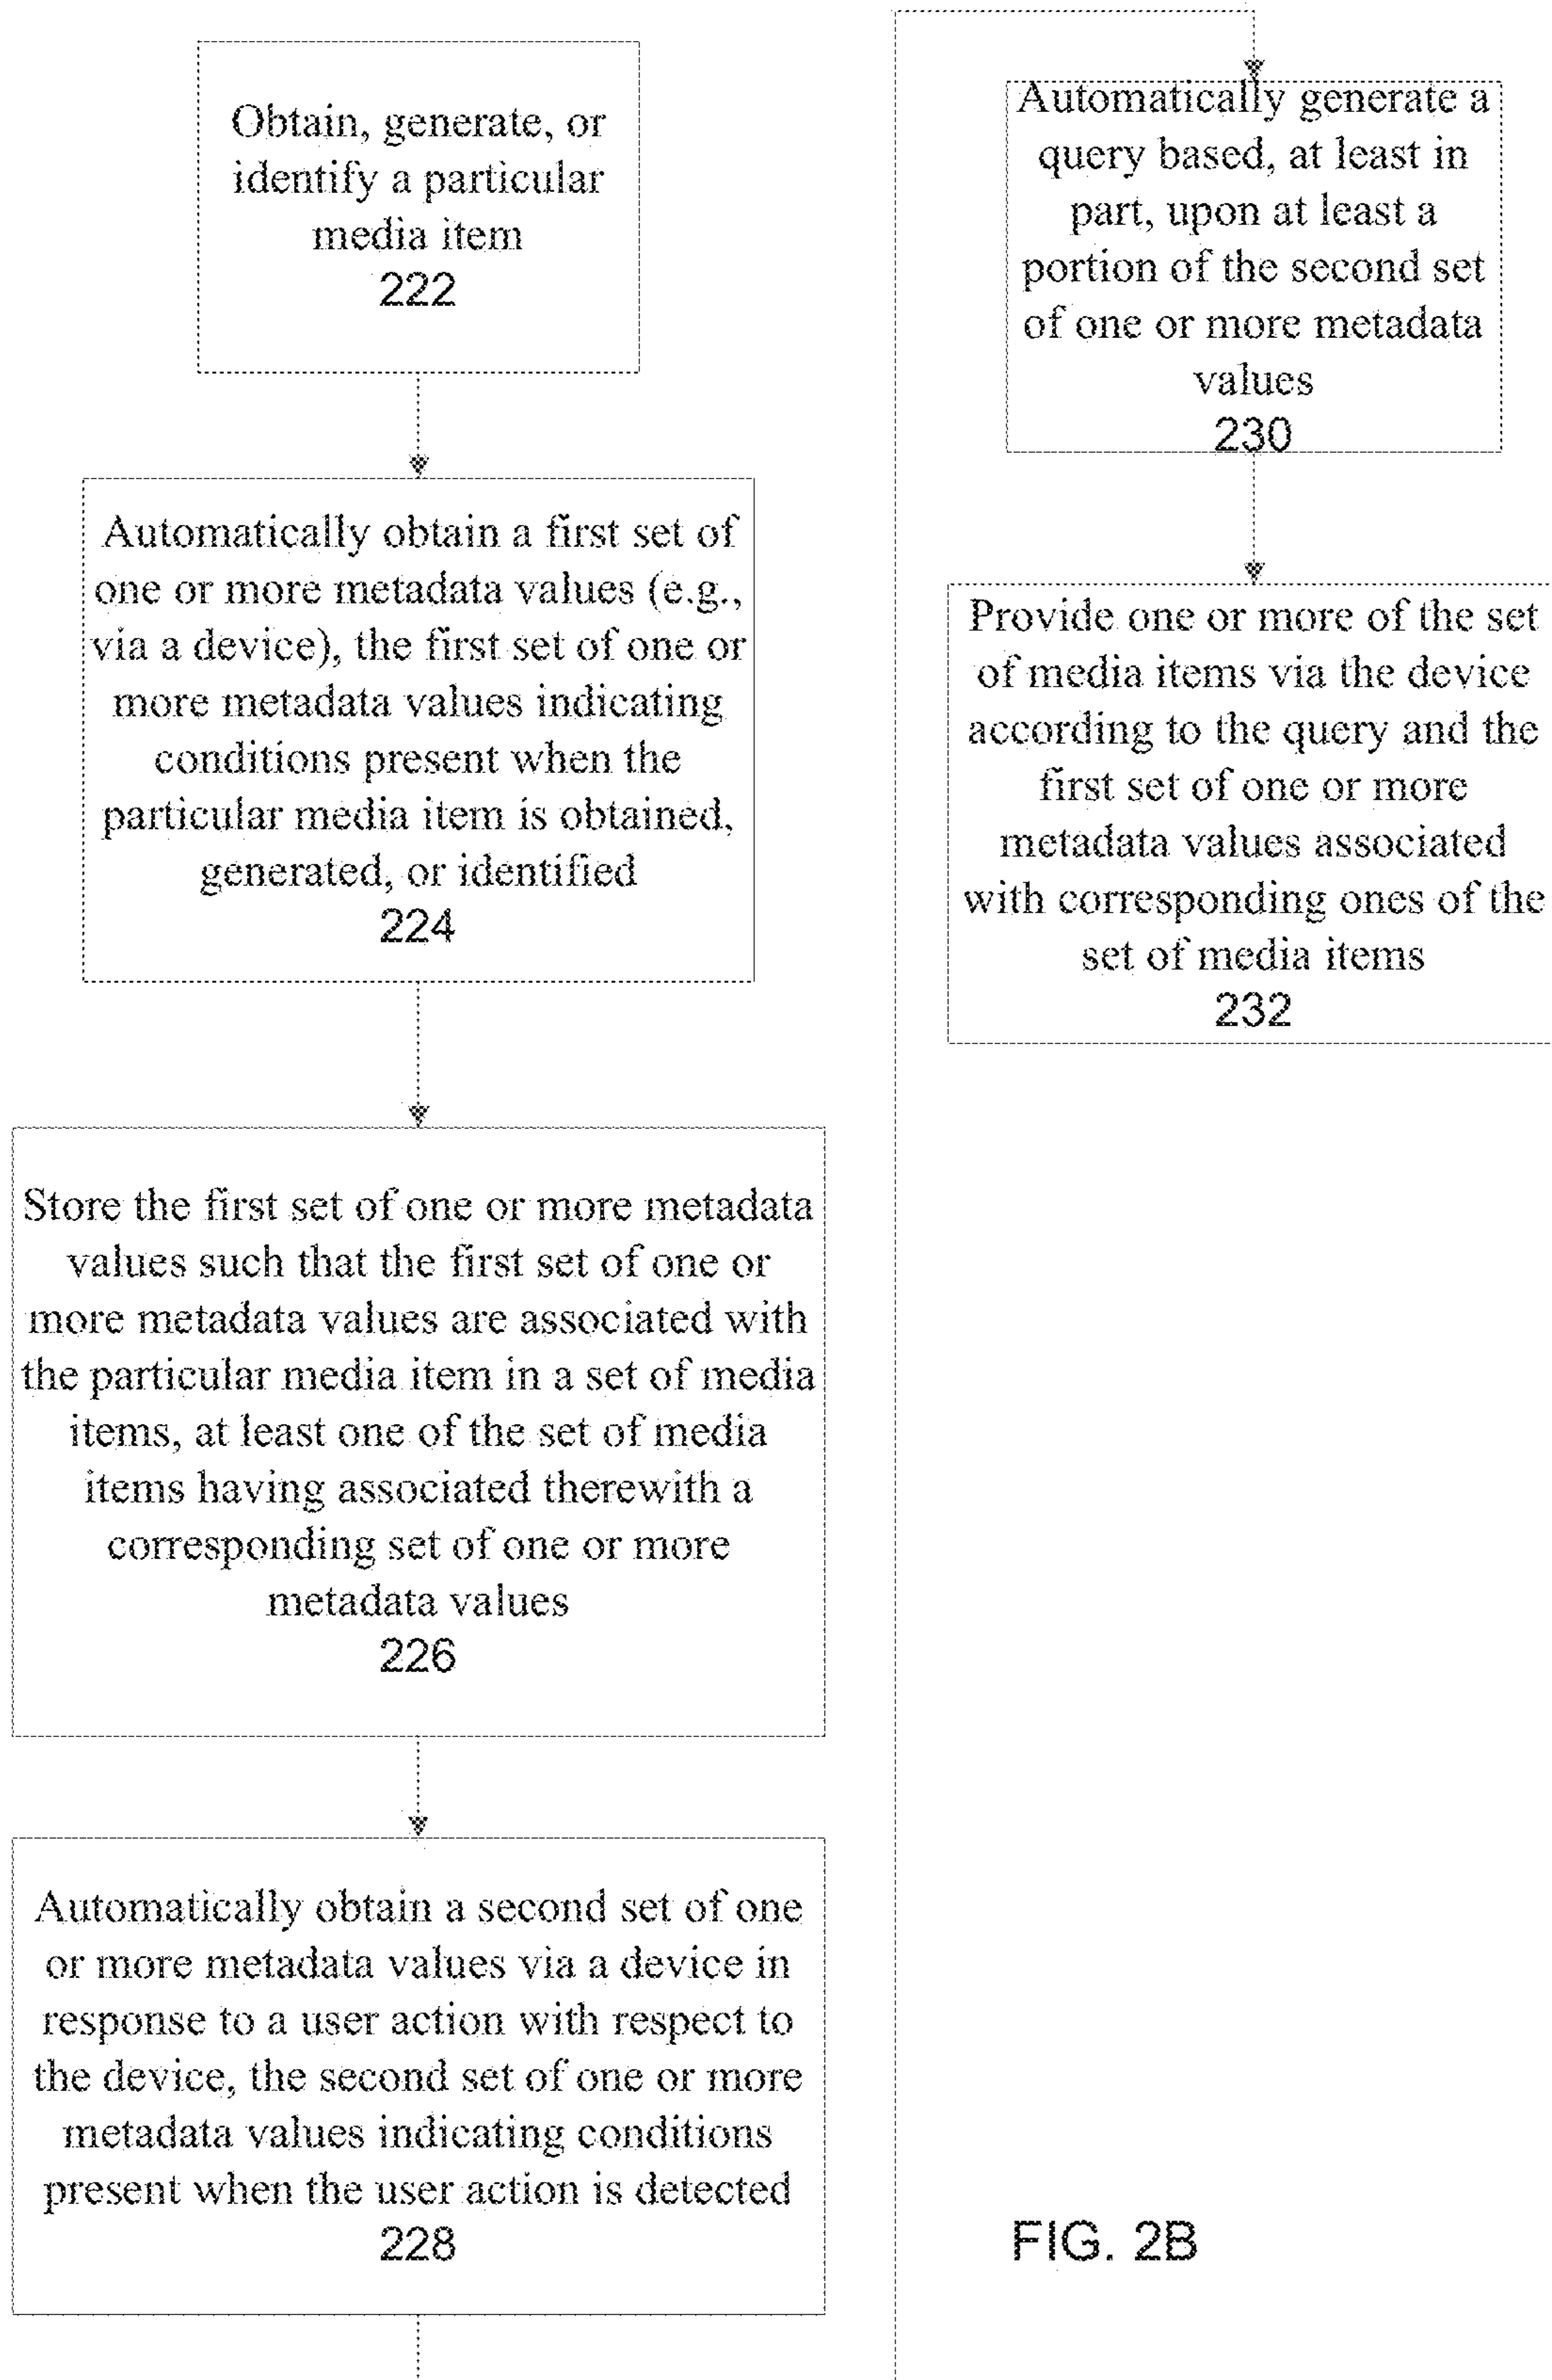 Obtain, generate, or
identify a particular
media item
222
Automatically obtain a first set of
one or more metadata values (e.g.,
via a device), the first set of one or
more metadata values indicating
conditions present when the
particular media item is obtained,
generated, or identified
224
Store the first set of one or more metadata
values such that the first set of one or
more metadata values are associated with
the particular media item in a set of media
items, at least one of the set of media
items having associated therewith a
corresponding set of one or more
metadata values
226
Automatically obtain a second set of one
or more metadata values via a device in
response to a user action with respect to
the device, the second set of one or more
metadata values indicating conditions
present when the user action is detected
228
Automatically generate a
query based, at least in
part, upon at least a
portion of the second set
of one or more metadata
values
230
Provide one or more of the set
of media items via the device
according to the query and the
first set of one or more
metadata values associated
with corresponding ones of the
set of media items
232
FIG. 2B